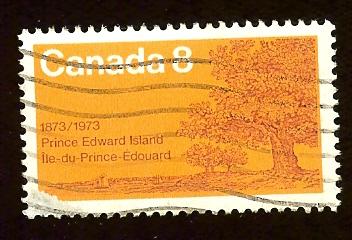 Canada 8
1873/1973
Prince Edward Island
Île-du-Prince-Édouard